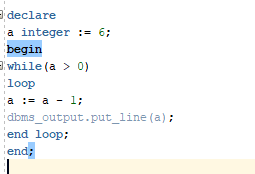 declare
a integer := 6;
begin
while(a > 0)
loop
a := a - 1;
dbms_output.put_line(a);
end loop;
end;